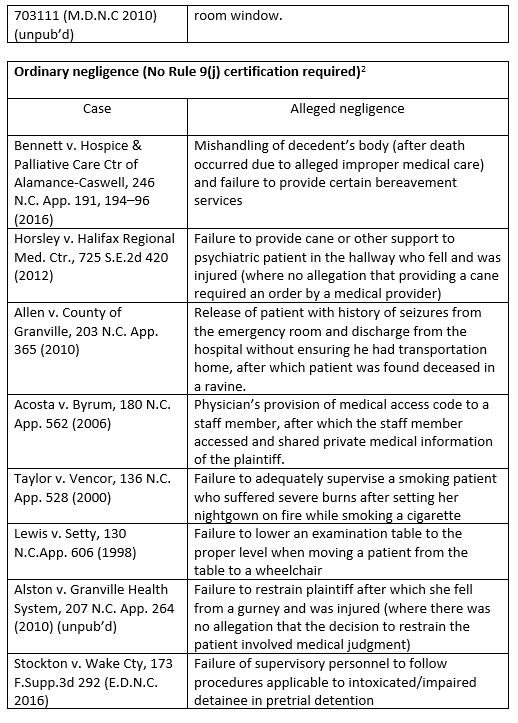 703111 (M.D.N.C 2010)
(unpub’d)
room window.
Ordinary negligence (No Rule 9(j) certification required)2
Case
Alleged negligence
Bennett v. Hospice &
Palliative Care Ctr of
Alamance-Caswell, 246
N.C. App. 191, 194–96
(2016)
Mishandling of decedent’s body (after death
occurred due to alleged improper medical care)
and failure to provide certain bereavement
services
Horsley v. Halifax Regional
Med. Ctr., 725 S.E.2d 420
(2012)
Failure to provide cane or other support to
psychiatric patient in the hallway who fell and was
injured (where no allegation that providing a cane
required an order by a medical provider)
Allen v. County of
Granville, 203 N.C. App.
365 (2010)
Release of patient with history of seizures from
the emergency room and discharge from the
hospital without ensuring he had transportation
home, after which patient was found deceased in
a ravine.
Acosta v. Byrum, 180 N.C.
App. 562 (2006)
Physician’s provision of medical access code to a
staff member, after which the staff member
accessed and shared private medical information
of the plaintiff.
Taylor v. Vencor, 136 N.C.
App. 528 (2000)
Failure to adequately supervise a smoking patient
who suffered severe burns after setting her
nightgown on fire while smoking a cigarette
Lewis v. Setty, 130
N.C.App. 606 (1998)
Failure to lower an examination table to the
proper level when moving a patient from the
table to a wheelchair
Alston v. Granville Health
System, 207 N.C. App. 264
(2010) (unpub’d)
Failure to restrain plaintiff after which she fell
from a gurney and was injured (where there was
no allegation that the decision to restrain the
patient involved medical judgment)
Stockton v. Wake Cty, 173
F.Supp.3d 292 (E.D.N.C.
2016)
Failure of supervisory personnel to follow
procedures applicable to intoxicated/impaired
detainee in pretrial detention